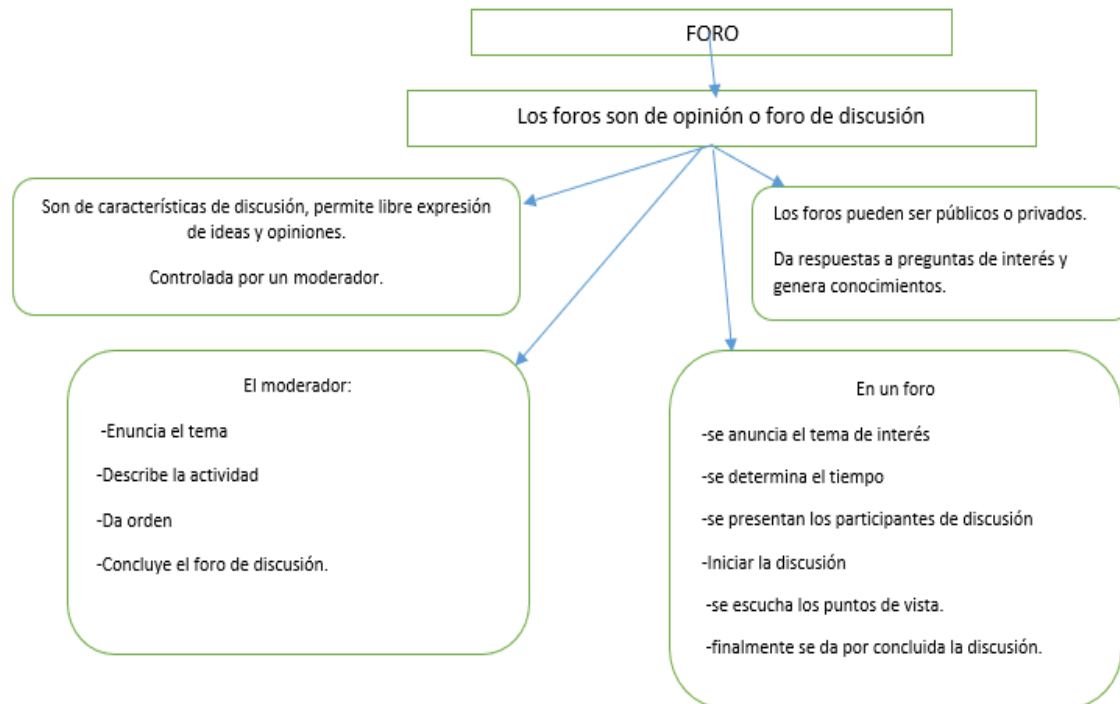 FORO
Los foros son de opinión o foro de discusión
Son de características de discusión, permite libre expresión
de ideas y opiniones.
Controlada por un moderador.
Los foros pueden ser públicos o privados.
Da respuestas a preguntas de interés y
genera conocimientos.
El moderador:
-Enuncia el tema
-Describe la actividad
-Da orden
-Concluye el foro de discusión.
En un foro
-se anuncia el tema de interés
-se determina el tiempo
-se presentan los participantes de discusión
-Iniciar la discusión
-se escucha los puntos de vista.
-finalmente se da por concluida la discusión.